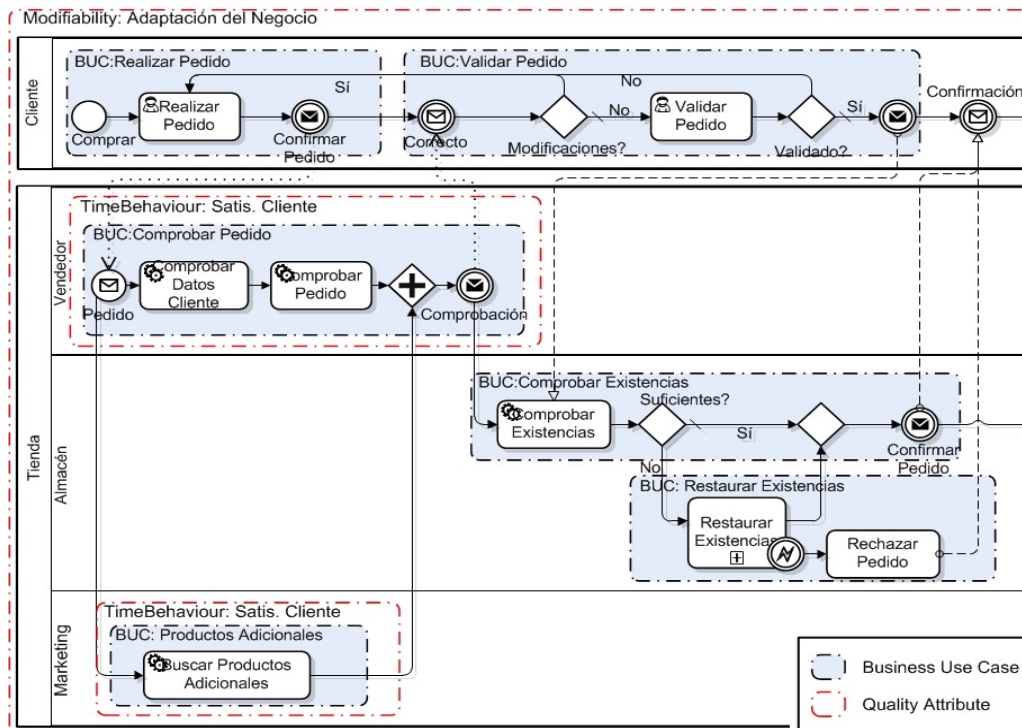 Modifiability: Adaptación del Negocio
Cliente
BUC:Realizar Pedido
BUC:Validar Pedido
Sí
No
Confirmación
Realizar
Pedido
No
Validar
Pedido
Sí
Comprar
Confirmar
Pedido
Correcto
Modificaciones?
Validado?
Tienda
Vendedor
TimeBehaviour: Satis. Cliente
BUC:Comprobar Pedido
Comprobar
Datos
Cliente
Comprobar
Pedido
Pedido
Comprobación
Almacén
BUC:Comprobar Existencias
Suficientes?
Comprobar
Existencias
Sí
Confirmar
Pedido
No
BUC: Restaurar Existencias
Restaurar
Existencias
Rechazar
Pedido
Marketing
TimeBehaviour: Satis. Cliente
BUC: Productos Adicionales
Buscar Productos
Adicionales
Business Use Case
Quality Attribute